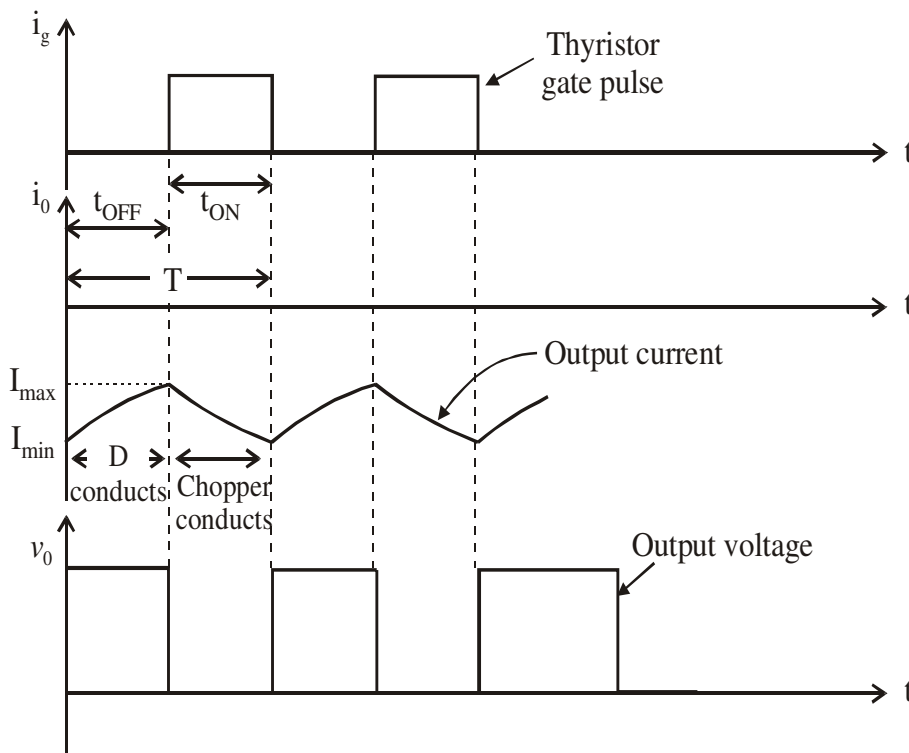 i_g
Thyristor
gate pulse
t
i_0
t_OFF
t_ON
T
t
Output current
I_max
I_min
D
conducts
Chopper
conducts
v_0
Output voltage
t